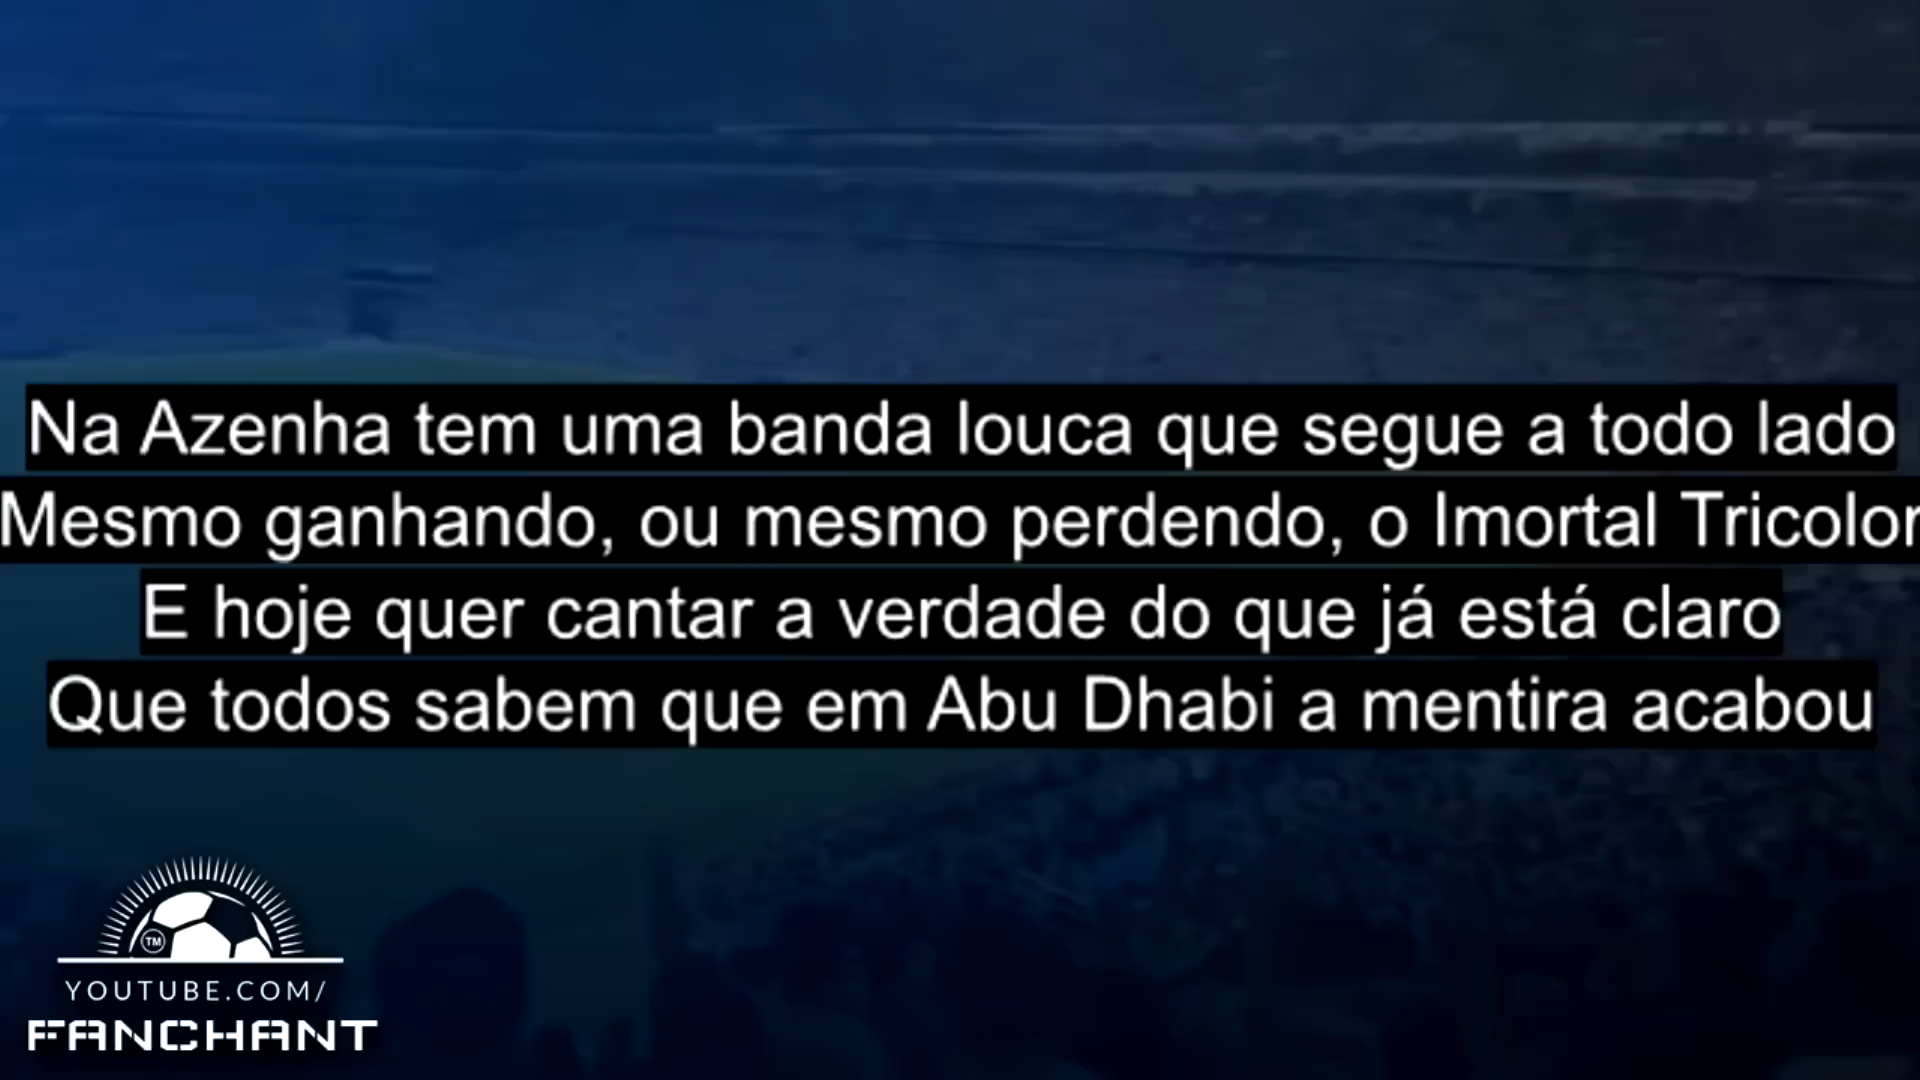 Na Azenha tem uma banda louca que segue a todo lado
Mesmo ganhando, ou mesmo perdendo, o Imortal Tricolor
E hoje quer cantar a verdade do que já está claro
Que todos sabem que em Abu Dhabi a mentira acabou
TM
YOUTUBE.COM/
FANCHANT